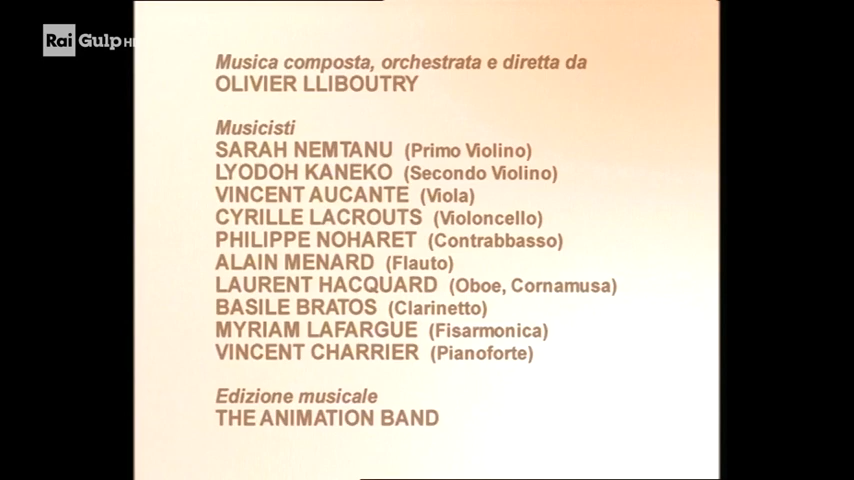 Rai Gulp HD
Musica composta, orchestrata e diretta da
OLIVIER LLIBOUTRY
Musicisti
SARAH NEMTANU (Primo Violino)
LYODOH KANEKO (Secondo Violino)
VINCENT AUCANTE (Viola)
CYRILLE LACROUTS (Violoncello)
PHILIPPE NOHARET (Contrabbasso)
ALAIN MENARD (Flauto)
LAURENT HACQUARD (Oboe, Cornamusa)
BASILE BRATOS (Clarinetto)
MYRIAM LAFARGUE (Fisarmonica)
VINCENT CHARRIER (Pianoforte)
Edizione musicale
THE ANIMATION BAND